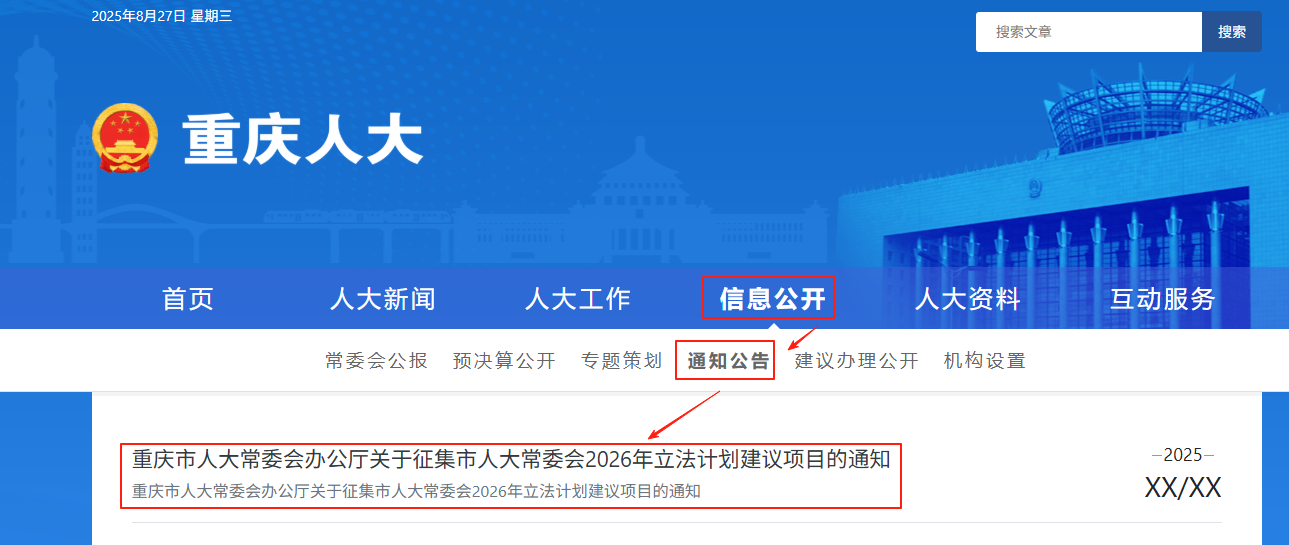 2025年8月27日 星期三
搜索文章 搜索
重庆人大
首页 人大新闻 人大工作 信息公开 人大资料 互动服务
常委会公报 预决算公开 专题策划 通知公告 建议办理公开 机构设置
重庆市人大常委会办公厅关于征集市人大常委会2026年立法计划建议项目的通知
重庆市人大常委会办公厅关于征集市人大常委会2026年立法计划建议项目的通知
—2025—
XX/XX